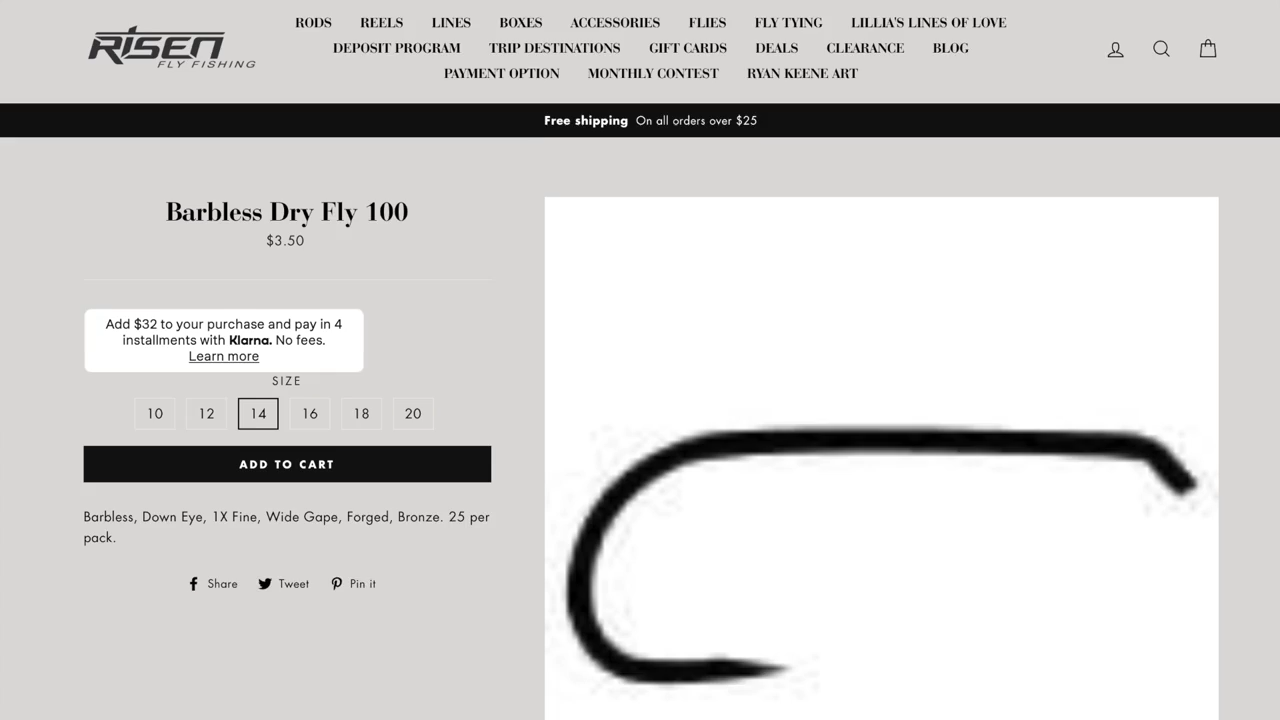 RISEN
FLY FISHING
RODS REELS LINES BOXES ACCESSORIES FLIES FLY TYING LILLIA'S LINES OF LOVE
DEPOSIT PROGRAM TRIP DESTINATIONS GIFT CARDS DEALS CLEARANCE BLOG
PAYMENT OPTION MONTHLY CONTEST RYAN KEENE ART
Free shipping On all orders over $25
Barbless Dry Fly 100
$3.50
Add $32 to your purchase and pay in 4
installments with Klarna. No fees.
Learn more
SIZE
10 12 14 16 18 20
ADD TO CART
Barbless, Down Eye, 1X Fine, Wide Gape, Forged, Bronze. 25 per
pack.
Share Tweet Pin it